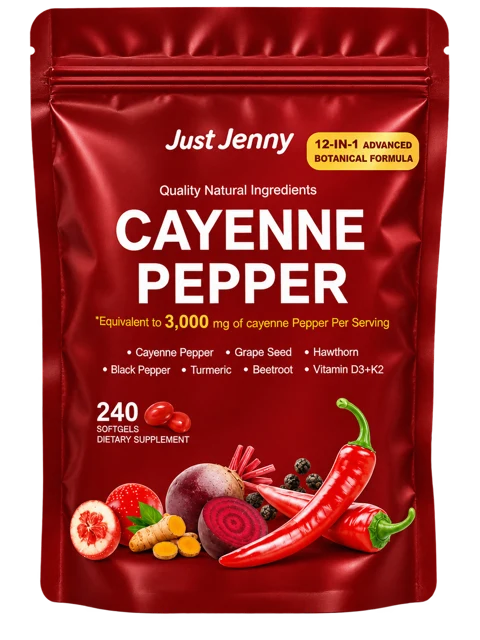 Just Jenny
12-IN-1 ADVANCED
BOTANICAL FORMULA
Quality Natural Ingredients
CAYENNE
PEPPER
*Equivalent to 3,000 mg of cayenne Pepper Per Serving
• Cayenne Pepper • Grape Seed • Hawthorn
• Black Pepper • Turmeric • Beetroot • Vitamin D3+K2
240
SOFTGELS
DIETARY SUPPLEMENT